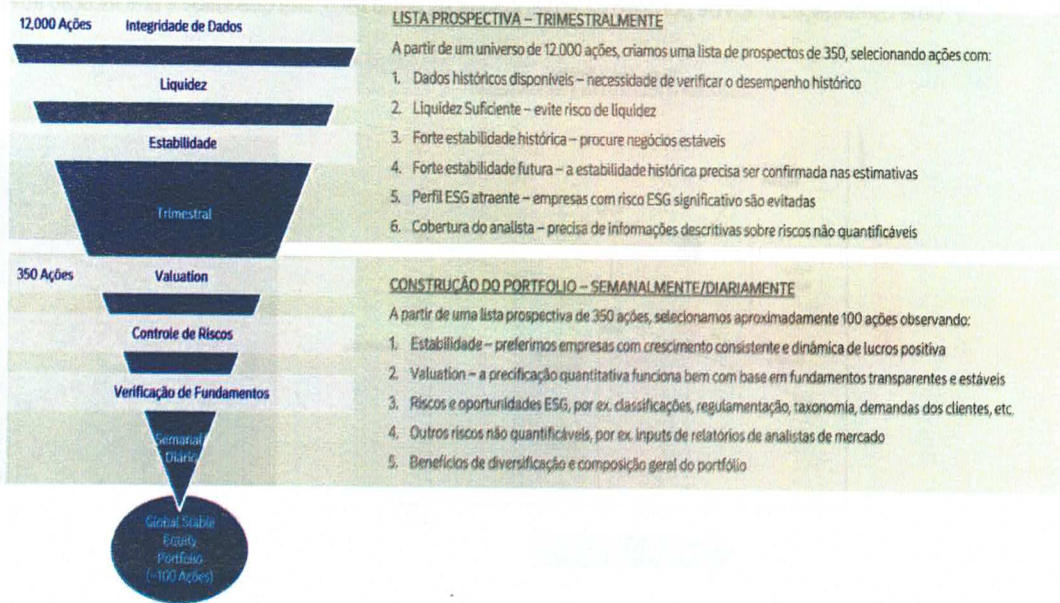 12,000 Ações
Integridade de Dados
Liquidez
Estabilidade
Trimestral
LISTA PROSPECTIVA – TRIMESTRALMENTE
A partir de um universo de 12.000 ações, criamos uma lista de prospectos de 350, selecionando ações com:
1. Dados históricos disponíveis – necessidade de verificar o desempenho histórico
2. Liquidez Suficiente – evite risco de liquidez
3. Forte estabilidade histórica – procure negócios estáveis
4. Forte estabilidade futura – a estabilidade histórica precisa ser confirmada nas estimativas
5. Perfil ESG atraente – empresas com risco ESG significativo são evitadas
6. Cobertura do analista – precisa de informações descritivas sobre riscos não quantificáveis
350 Ações
Valuation
Controle de Riscos
Verificação de Fundamentos
Semanal/
Diário
Global Stable
Equity
Portfolio
(~100 Ações)
CONSTRUÇÃO DO PORTFOLIO – SEMANALMENTE/DIARIAMENTE
A partir de uma lista prospectiva de 350 ações, selecionamos aproximadamente 100 ações observando:
1. Estabilidade – preferimos empresas com crescimento consistente e dinâmica de lucros positiva
2. Valuation – a precificação quantitativa funciona bem com base em fundamentos transparentes e estáveis
3. Riscos e oportunidades ESG, por ex. classificações, regulamentação, taxonomia, demandas dos clientes, etc.
4. Outros riscos não quantificáveis, por ex. inputs de relatórios de analistas de mercado
5. Benefícios de diversificação e composição geral do portfólio